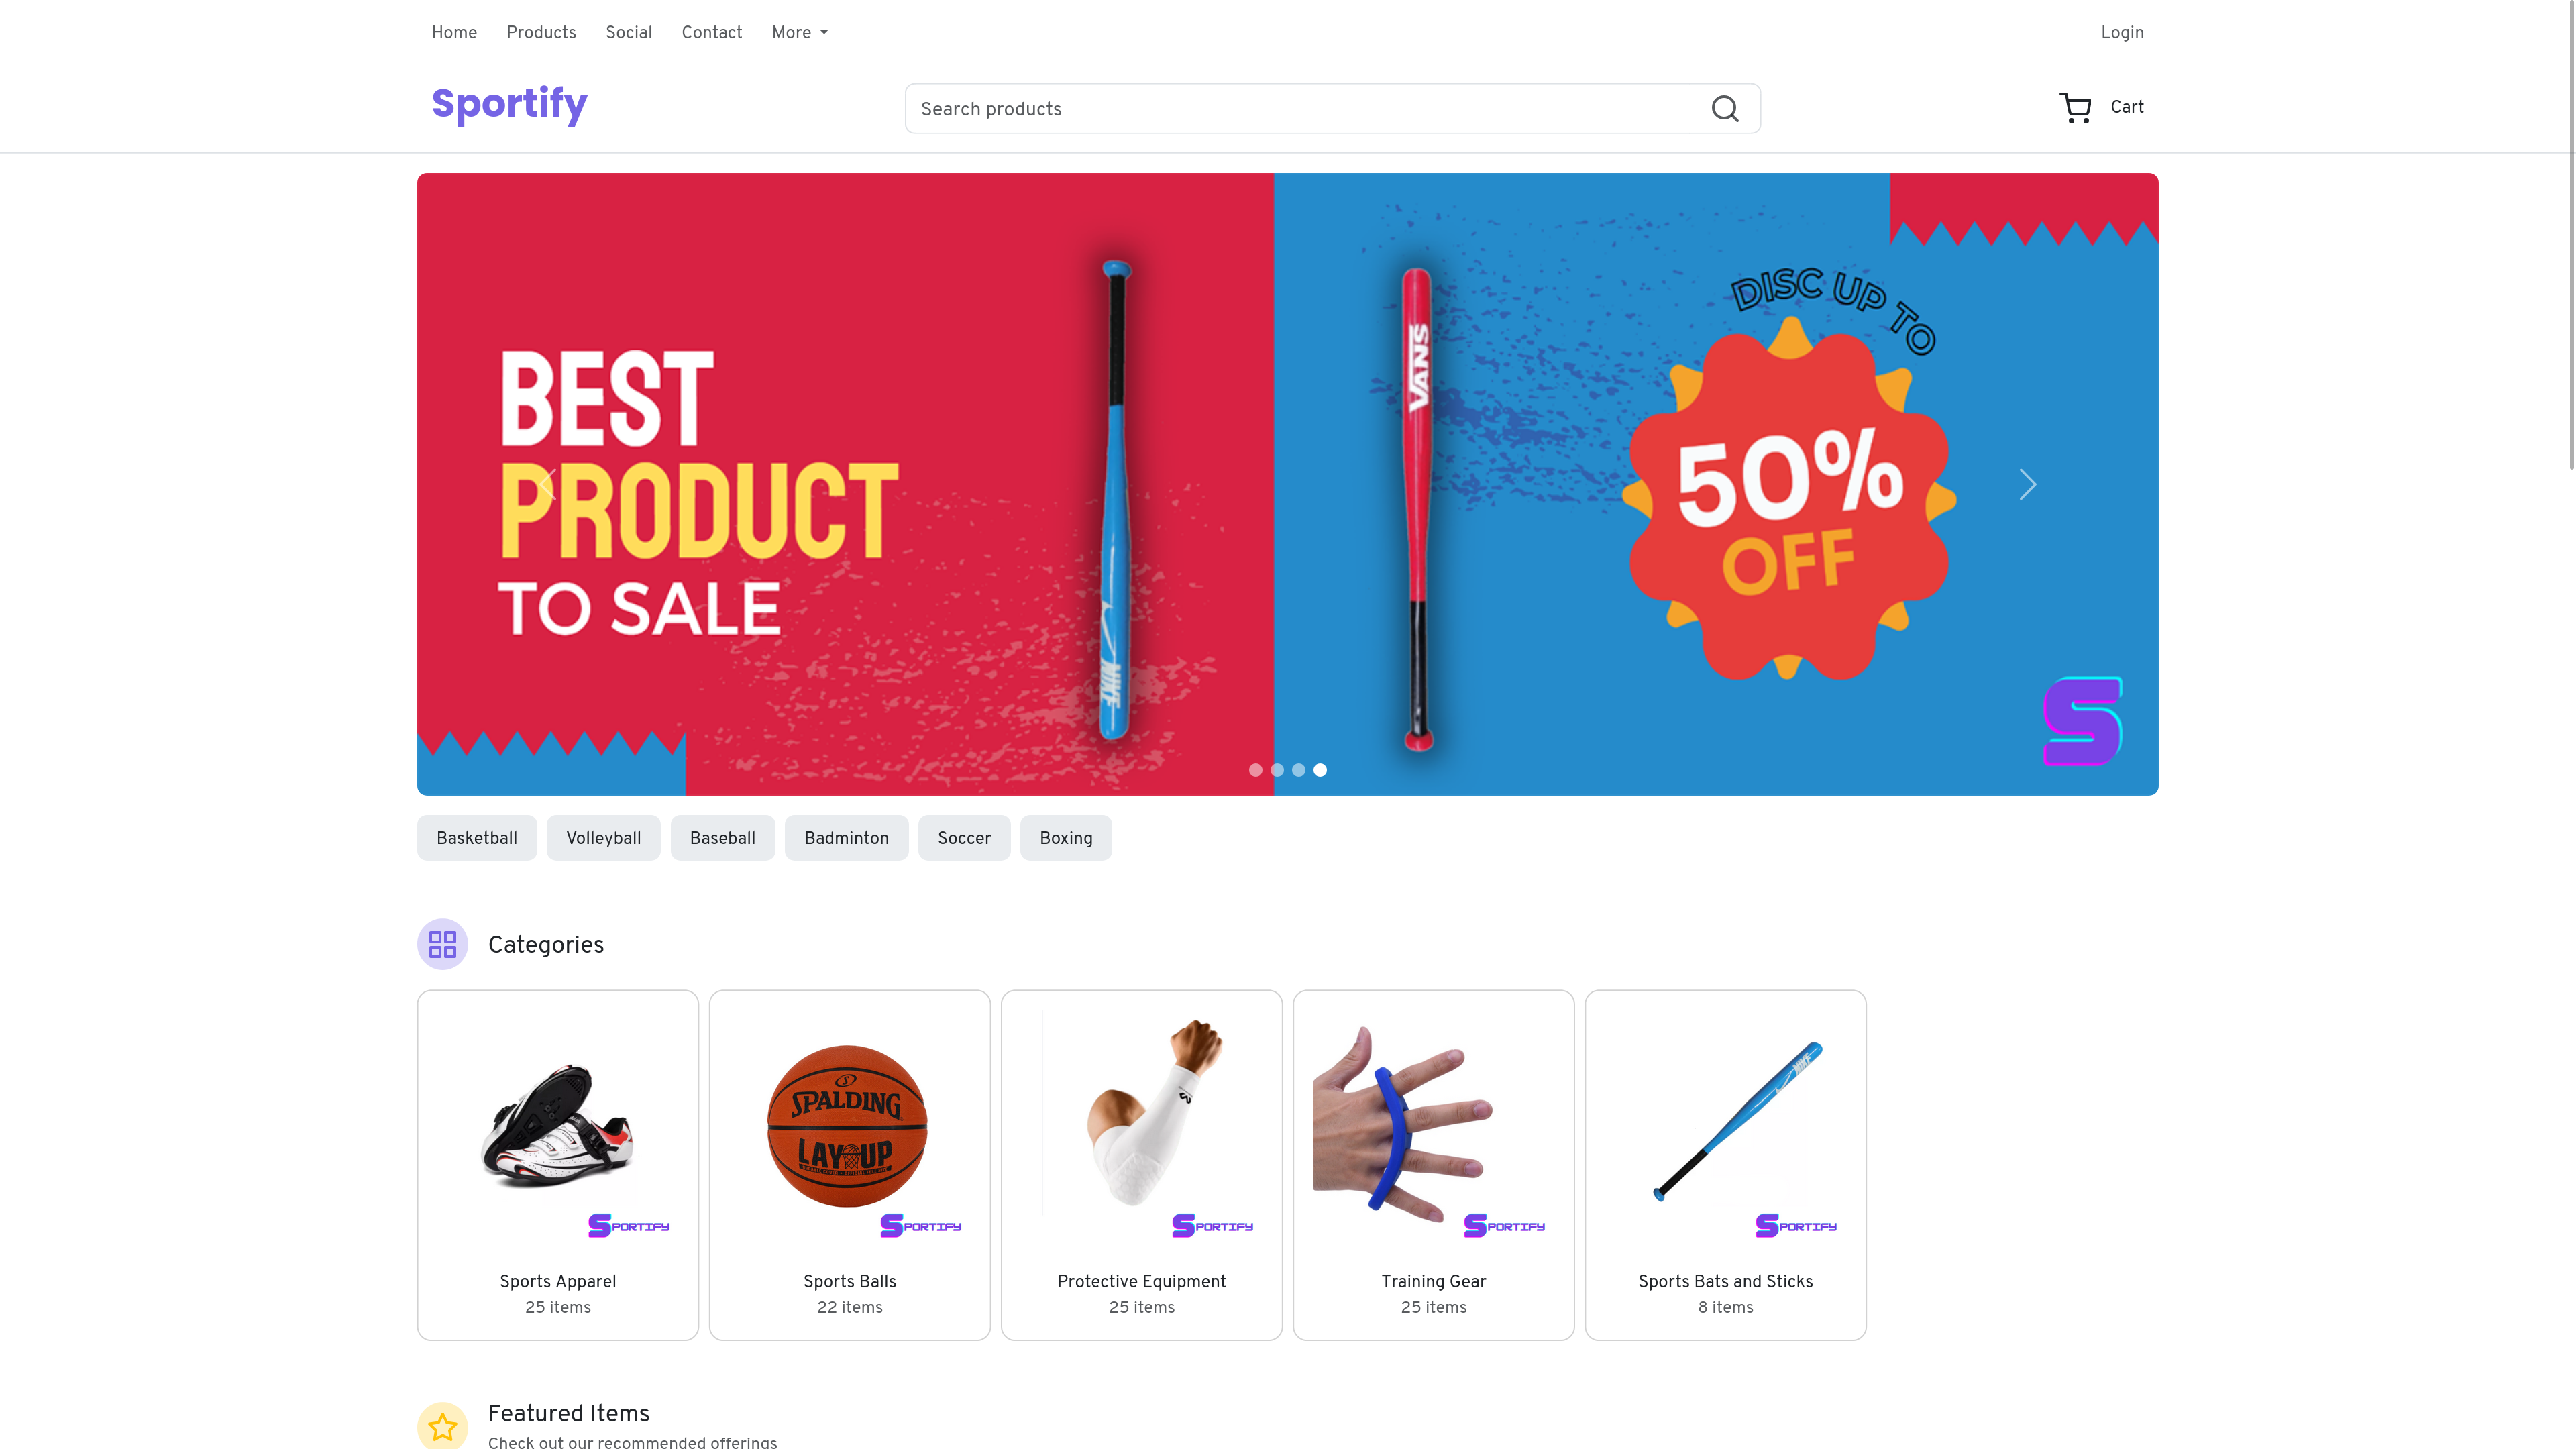 Home Products Social Contact More Login
Sportify
Search products
Cart
BEST
PRODUCT
TO SALE
NIKE
VANS
DISC UP TO
50%
OFF
S
Basketball Volleyball Baseball Badminton Soccer Boxing
Categories
SPORTIFY
Sports Apparel
25 items
SPALDING
LAY UP
SPORTIFY
Sports Balls
22 items
SPORTIFY
Protective Equipment
25 items
SPORTIFY
Training Gear
25 items
NIKE
SPORTIFY
Sports Bats and Sticks
8 items
Featured Items
Check out our recommended offerings